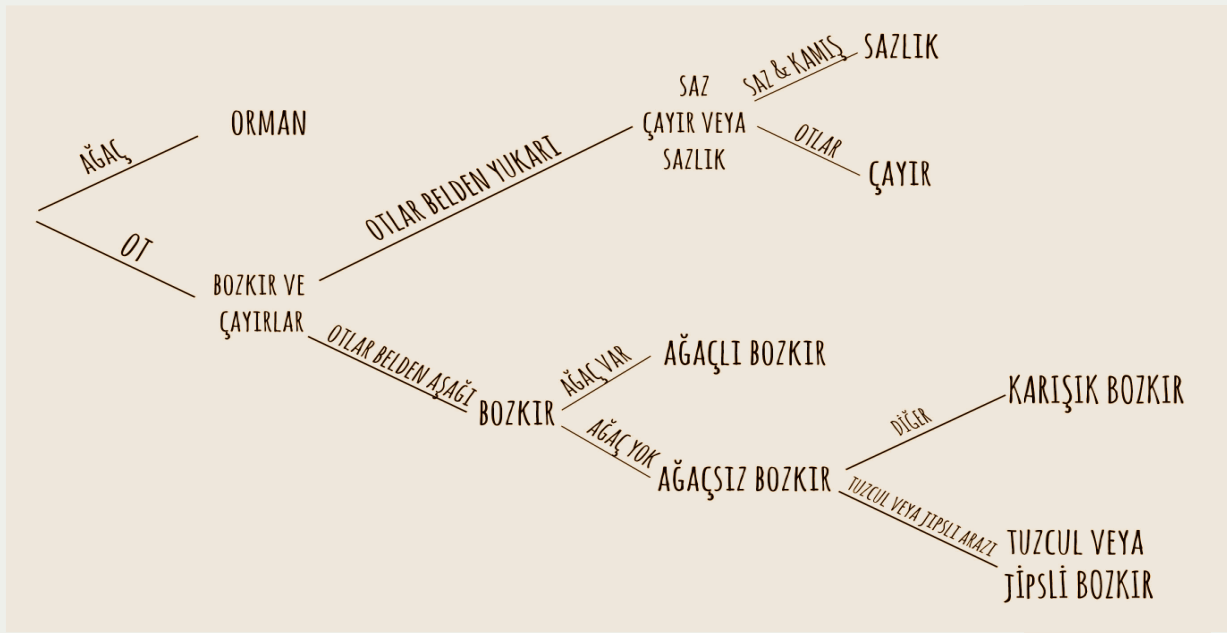 AĞAÇ
ORMAN
OT
BOZKIR VE
ÇAYIRLAR
OTLAR BELDEN YUKARI
SAZ
ÇAYIR VEYA
SAZLIK
SAZ & KAMIŞ
SAZLIK
OTLAR
ÇAYIR
OTLAR BELDEN AŞAĞI
BOZKIR
AĞAÇ VAR
AĞAÇLI BOZKIR
AĞAÇ YOK
AĞAÇSIZ BOZKIR
DİĞER
KARIŞIK BOZKIR
TUZCUL VEYA JIPSLI ARAZI
TUZCUL VEYA
JİPSLİ BOZKIR